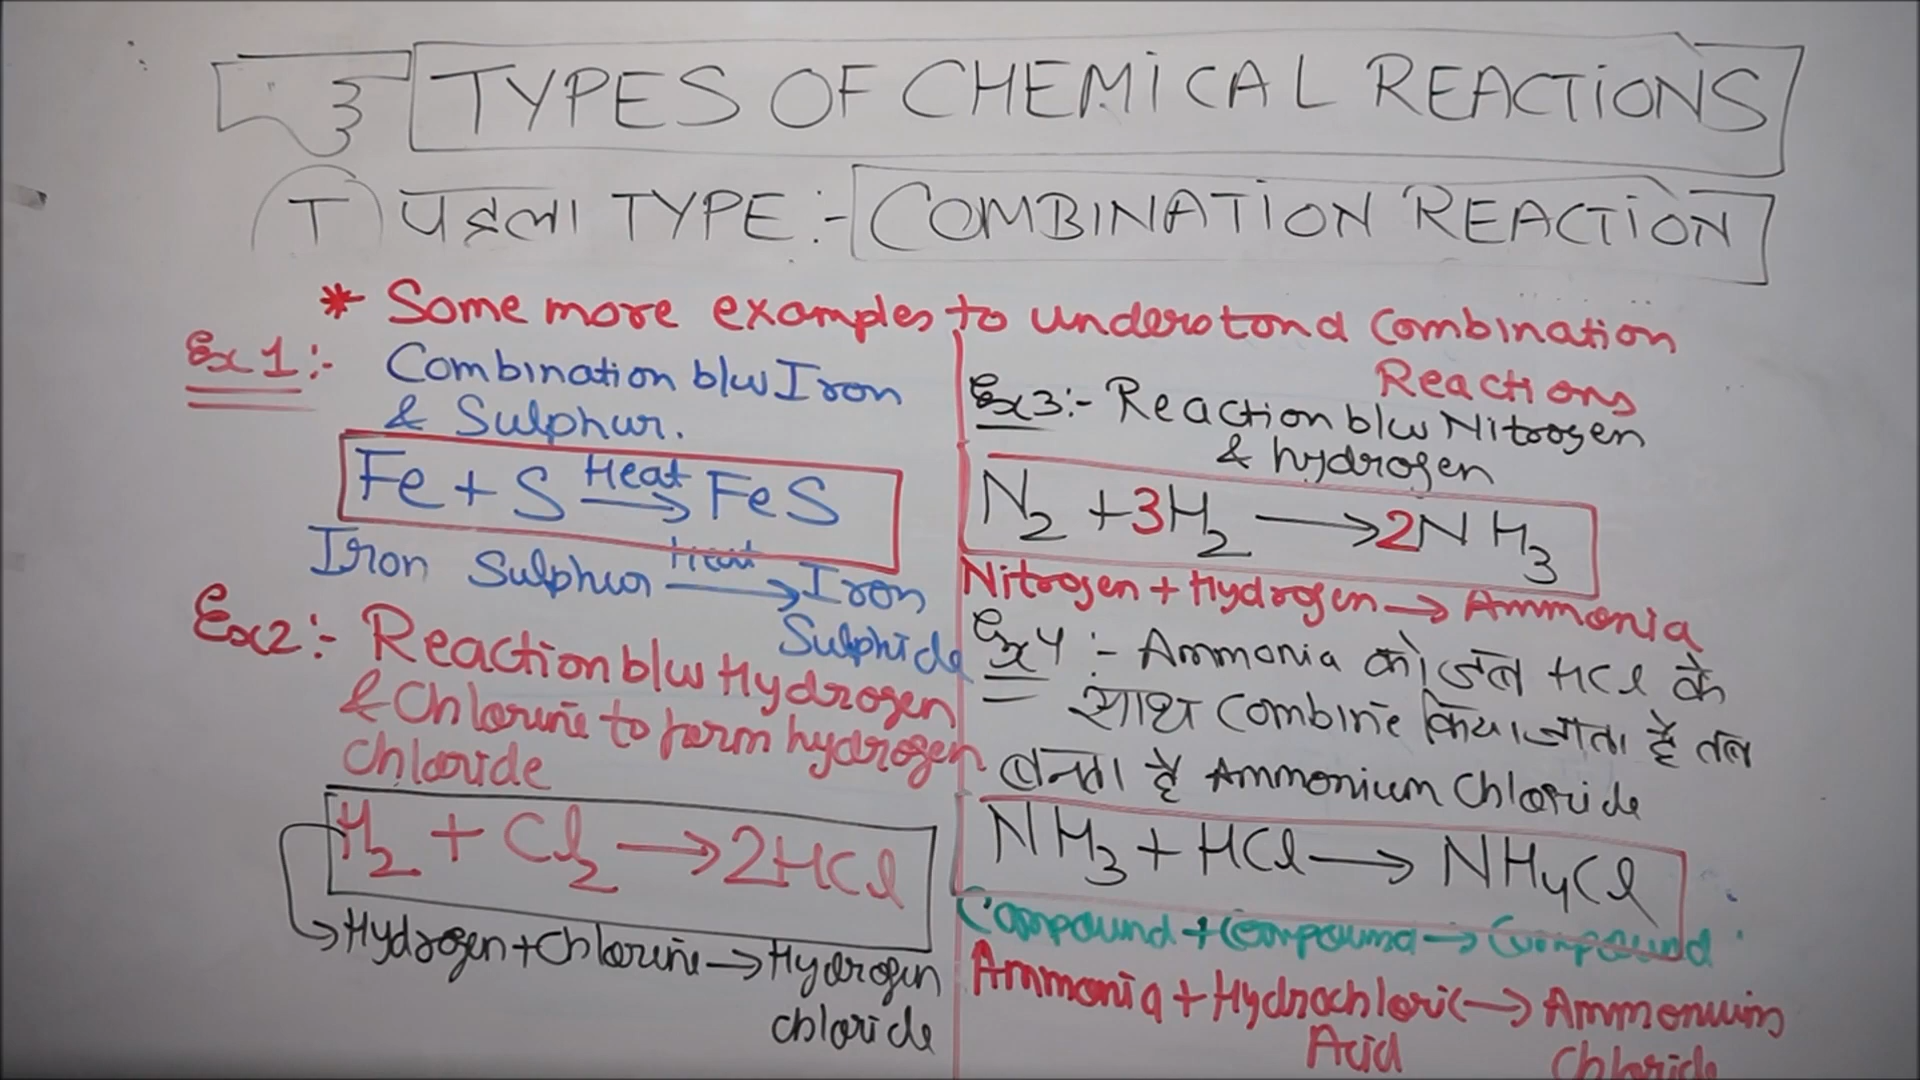 TYPES OF CHEMICAL REACTIONS
I पहला TYPE:- COMBINATION REACTION
* Some more examples to understand Combination
Reactions
Ex 1:- Combination b/w Iron
& Sulphur.
Fe + S Heat → FeS
Iron Sulphur Heat → Iron
Sulphide
Ex2:- Reaction b/w Hydrogen
& Chlorine to form hydrogen
Chloride
H2 + Cl2 → 2HCl
→ Hydrogen + Chlorine → Hydrogen
chloride
Ex3:- Reaction b/w Nitrogen
& hydrogen
N2 + 3H2 → 2NH3
Nitrogen + Hydrogen → Ammonia
Ex4:- Ammonia को जब HCl के
साथ Combine किया जाता है तब
बनता है Ammonium Chloride
NH3 + HCl → NH4Cl
Compound + Compound → Compound
Ammonia + Hydrochloric → Ammonium
Acid Chloride